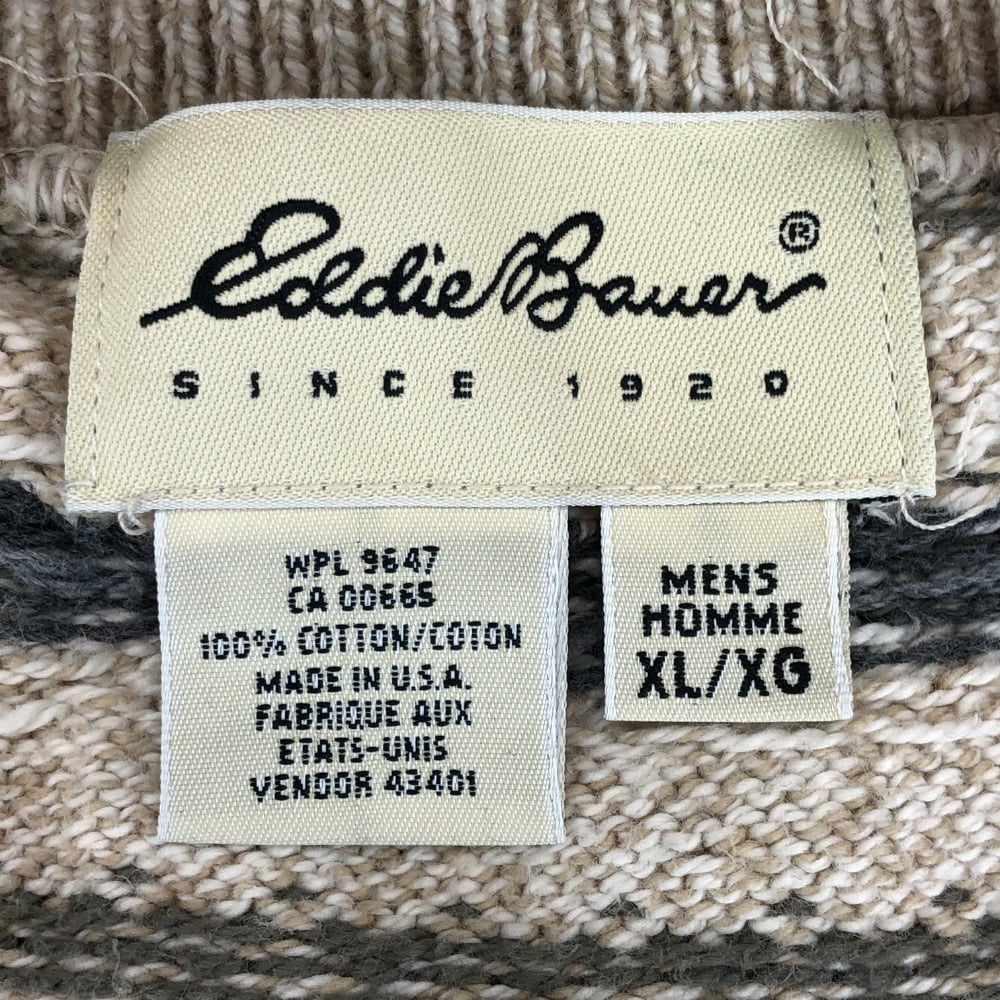 Eddie Bauer®
SINCE 1920
WPL 9647
CA 00665
100% COTTON/COTON
MADE IN U.S.A.
FABRIQUE AUX
ETATS-UNIS
VENDOR 43401
MENS
HOMME
XL/XG